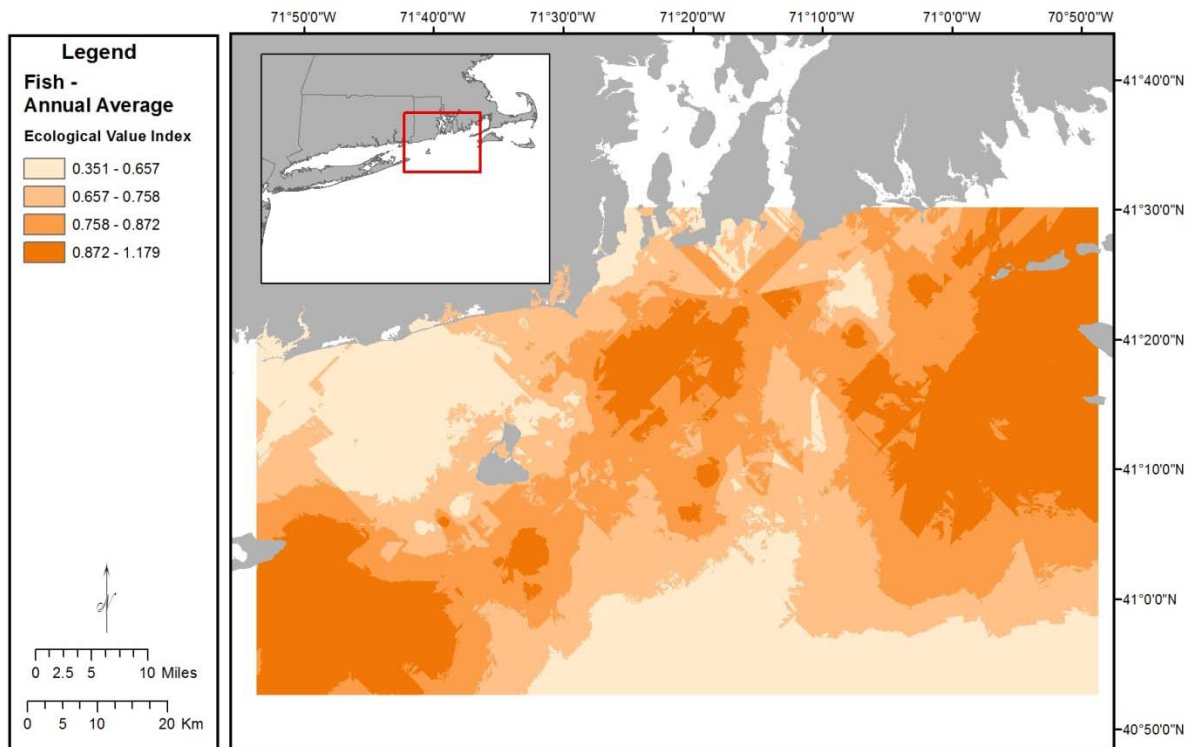 71°50'0"W 71°40'0"W 71°30'0"W 71°20'0"W 71°10'0"W 71°0'0"W 70°50'0"W
Legend
Fish -
Annual Average
Ecological Value Index
0.351 - 0.657
0.657 - 0.758
0.758 - 0.872
0.872 - 1.179
N
0 2.5 5 10 Miles
0 5 10 20 Km
41°40'0"N
41°30'0"N
41°20'0"N
41°10'0"N
41°0'0"N
40°50'0"N